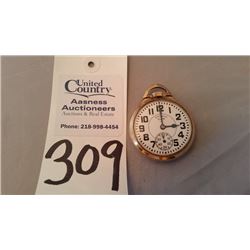 United
Country
Aasness
Auctioneers
Auctions & Real Estate
Phone: 218-998-4454
309